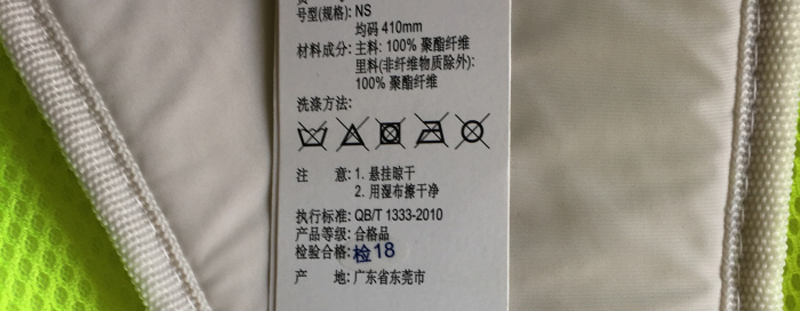 号型(规格): NS
均码 410mm
材料成分: 主料: 100% 聚酯纤维
里料(非纤维物质除外):
100% 聚酯纤维
洗涤方法:
注 意: 1. 悬挂晾干
2. 用湿布擦干净
执行标准: QB/T 1333-2010
产品等级: 合格品
检验合格: 检18
产 地: 广东省东莞市